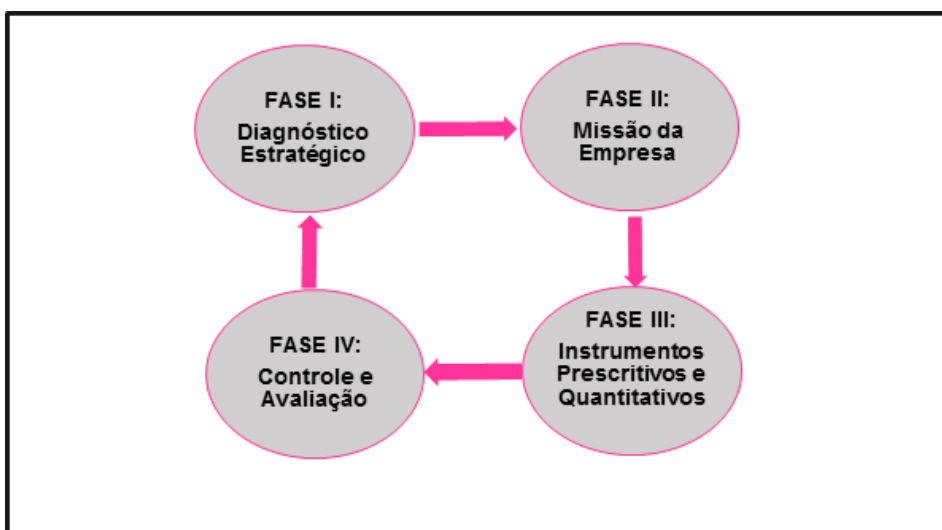 FASE I:
Diagnóstico
Estratégico
FASE II:
Missão da
Empresa
FASE III:
Instrumentos
Prescritivos e
Quantitativos
FASE IV:
Controle e
Avaliação